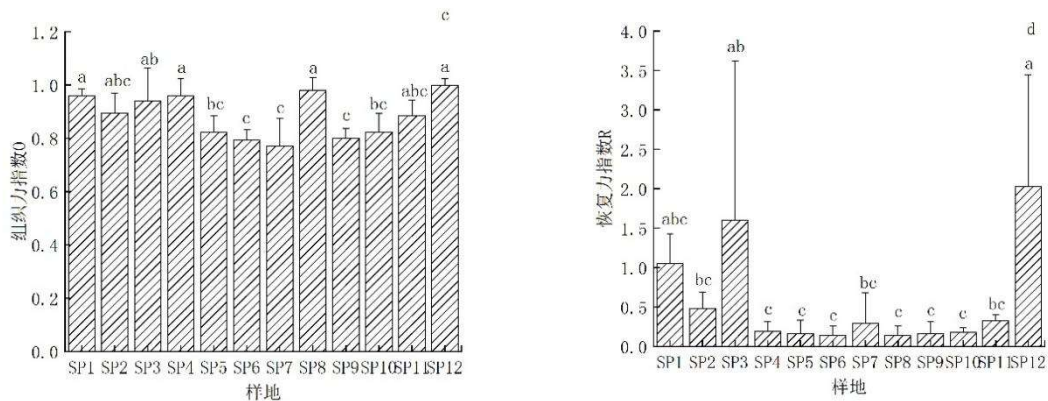 c
1.2
1.0
0.8
0.6
0.4
0.2
0.0
组织力指数O
a
abc
ab
a
bc
c
c
a
c
bc
abc
a
SP1 SP2 SP3 SP4 SP5 SP6 SP7 SP8 SP9 SP10 SP11 SP12
样地
d
4.0
3.5
3.0
2.5
2.0
1.5
1.0
0.5
0.0
恢复力指数R
abc
bc
ab
c
c
c
bc
c
c
c
bc
a
SP1 SP2 SP3 SP4 SP5 SP6 SP7 SP8 SP9 SP10 SP11 SP12
样地